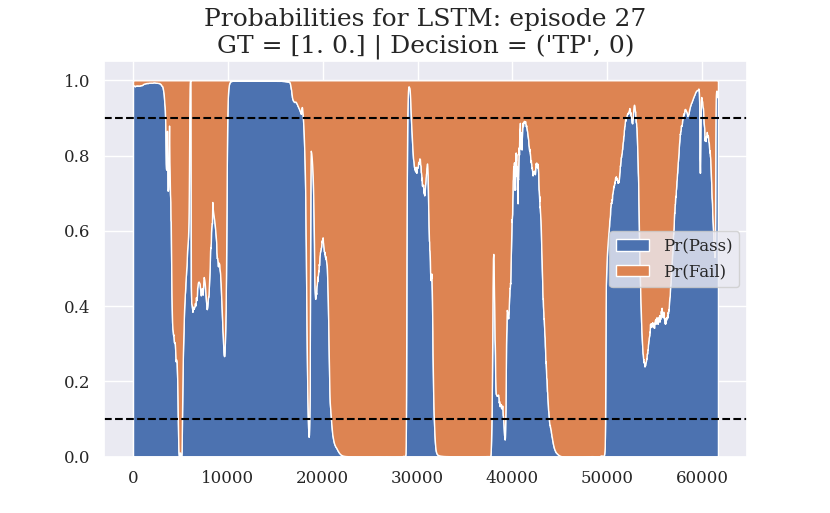 Probabilities for LSTM: episode 27
GT = [1. 0.] | Decision = ('TP', 0)
1.0
0.8
0.6
0.4
0.2
0.0
Pr(Pass)
Pr(Fail)
0 10000 20000 30000 40000 50000 60000